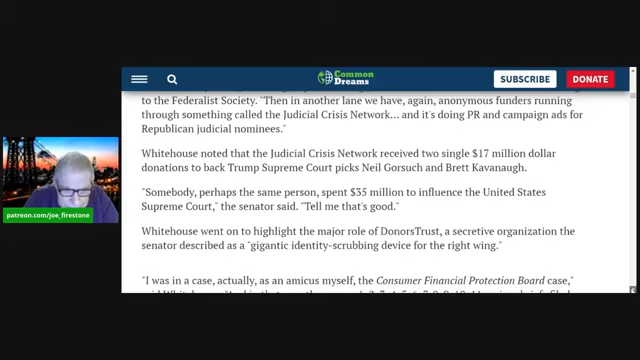 Common
Dreams
SUBSCRIBE
DONATE
to the Federalist Society. "Then in another lane we have, again, anonymous funders running
through something called the Judicial Crisis Network… and it's doing PR and campaign ads for
Republican judicial nominees."
Whitehouse noted that the Judicial Crisis Network received two single $17 million dollar
donations to back Trump Supreme Court picks Neil Gorsuch and Brett Kavanaugh.
"Somebody, perhaps the same person, spent $35 million to influence the United States
Supreme Court," the senator said. "Tell me that's good."
Whitehouse went on to highlight the major role of DonorsTrust, a secretive organization the
senator described as a "gigantic identity-scrubbing device for the right wing."
"I was in a case, actually, as an amicus myself, the Consumer Financial Protection Board case,"
patreon.com/joe_firestone